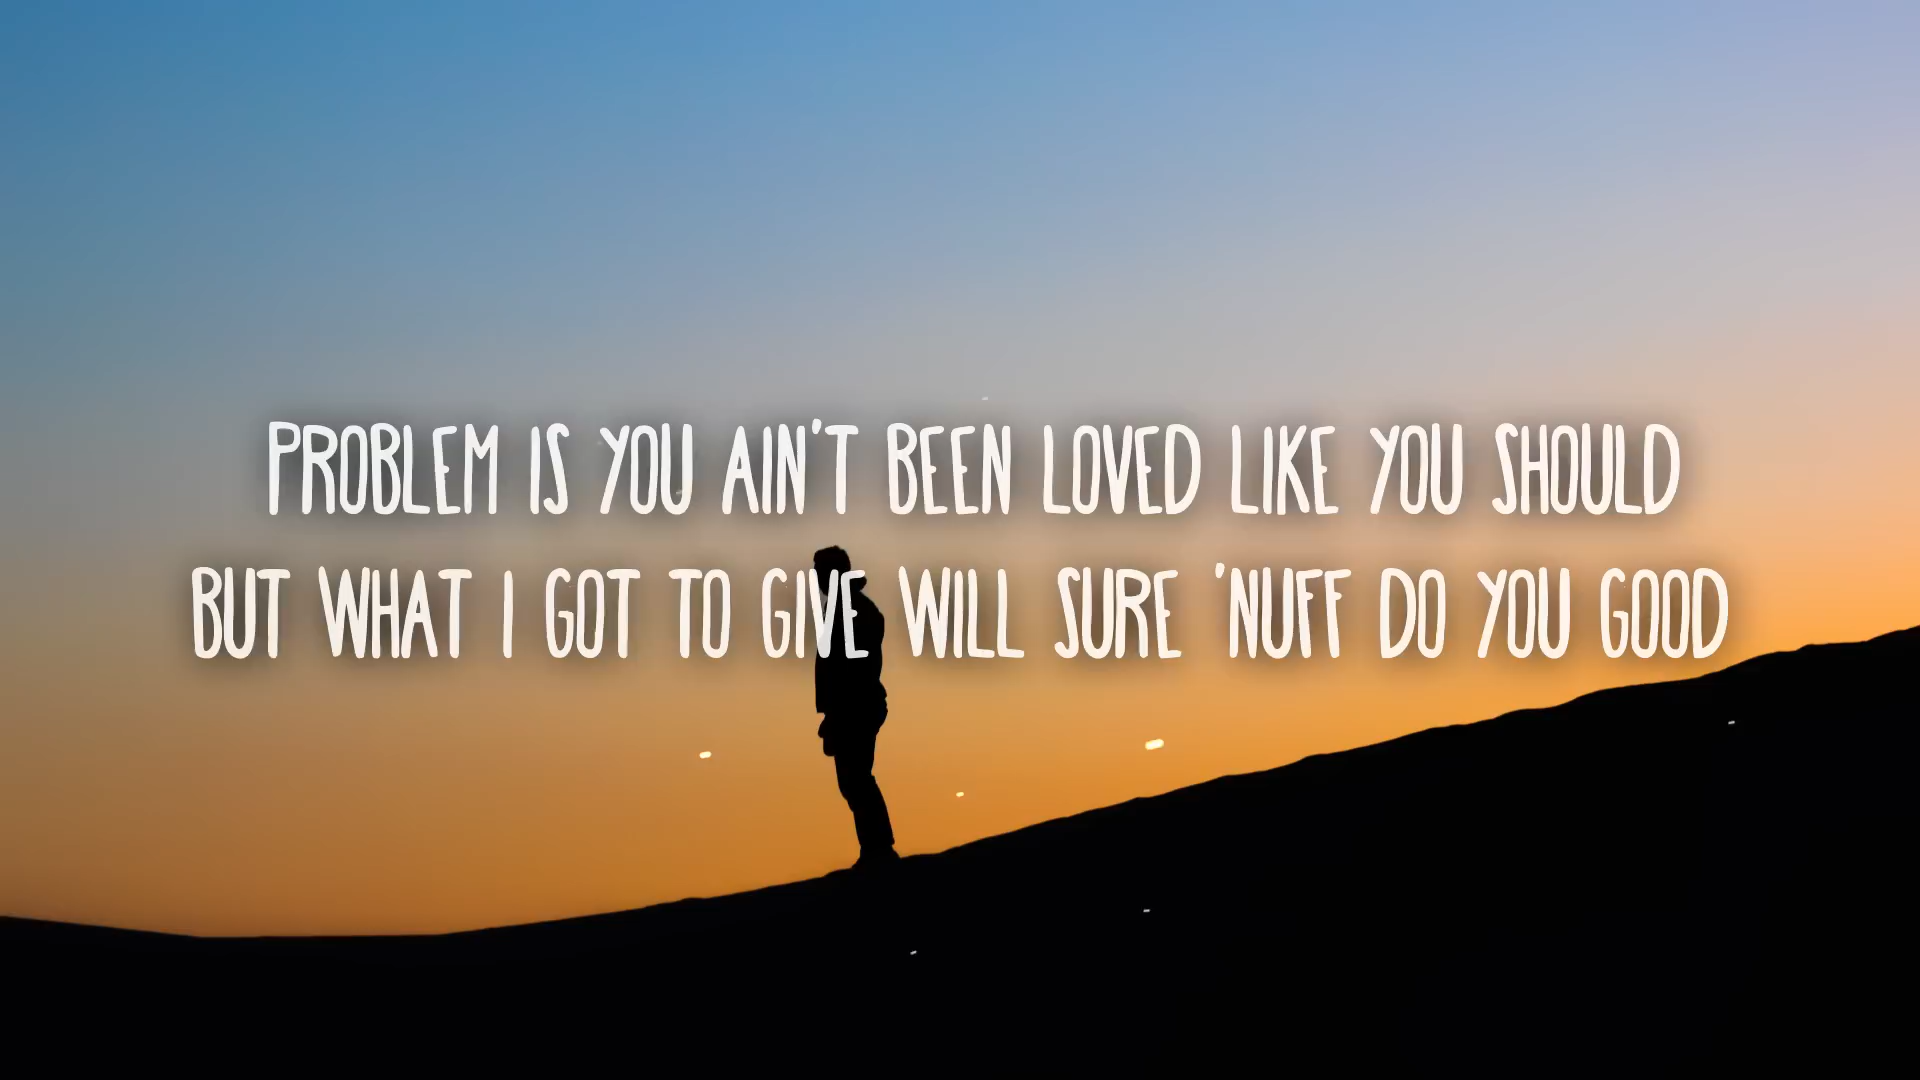 PROBLEM IS YOU AIN'T BEEN LOVED LIKE YOU SHOULD
BUT WHAT I GOT TO GIVE WILL SURE 'NUFF DO YOU GOOD